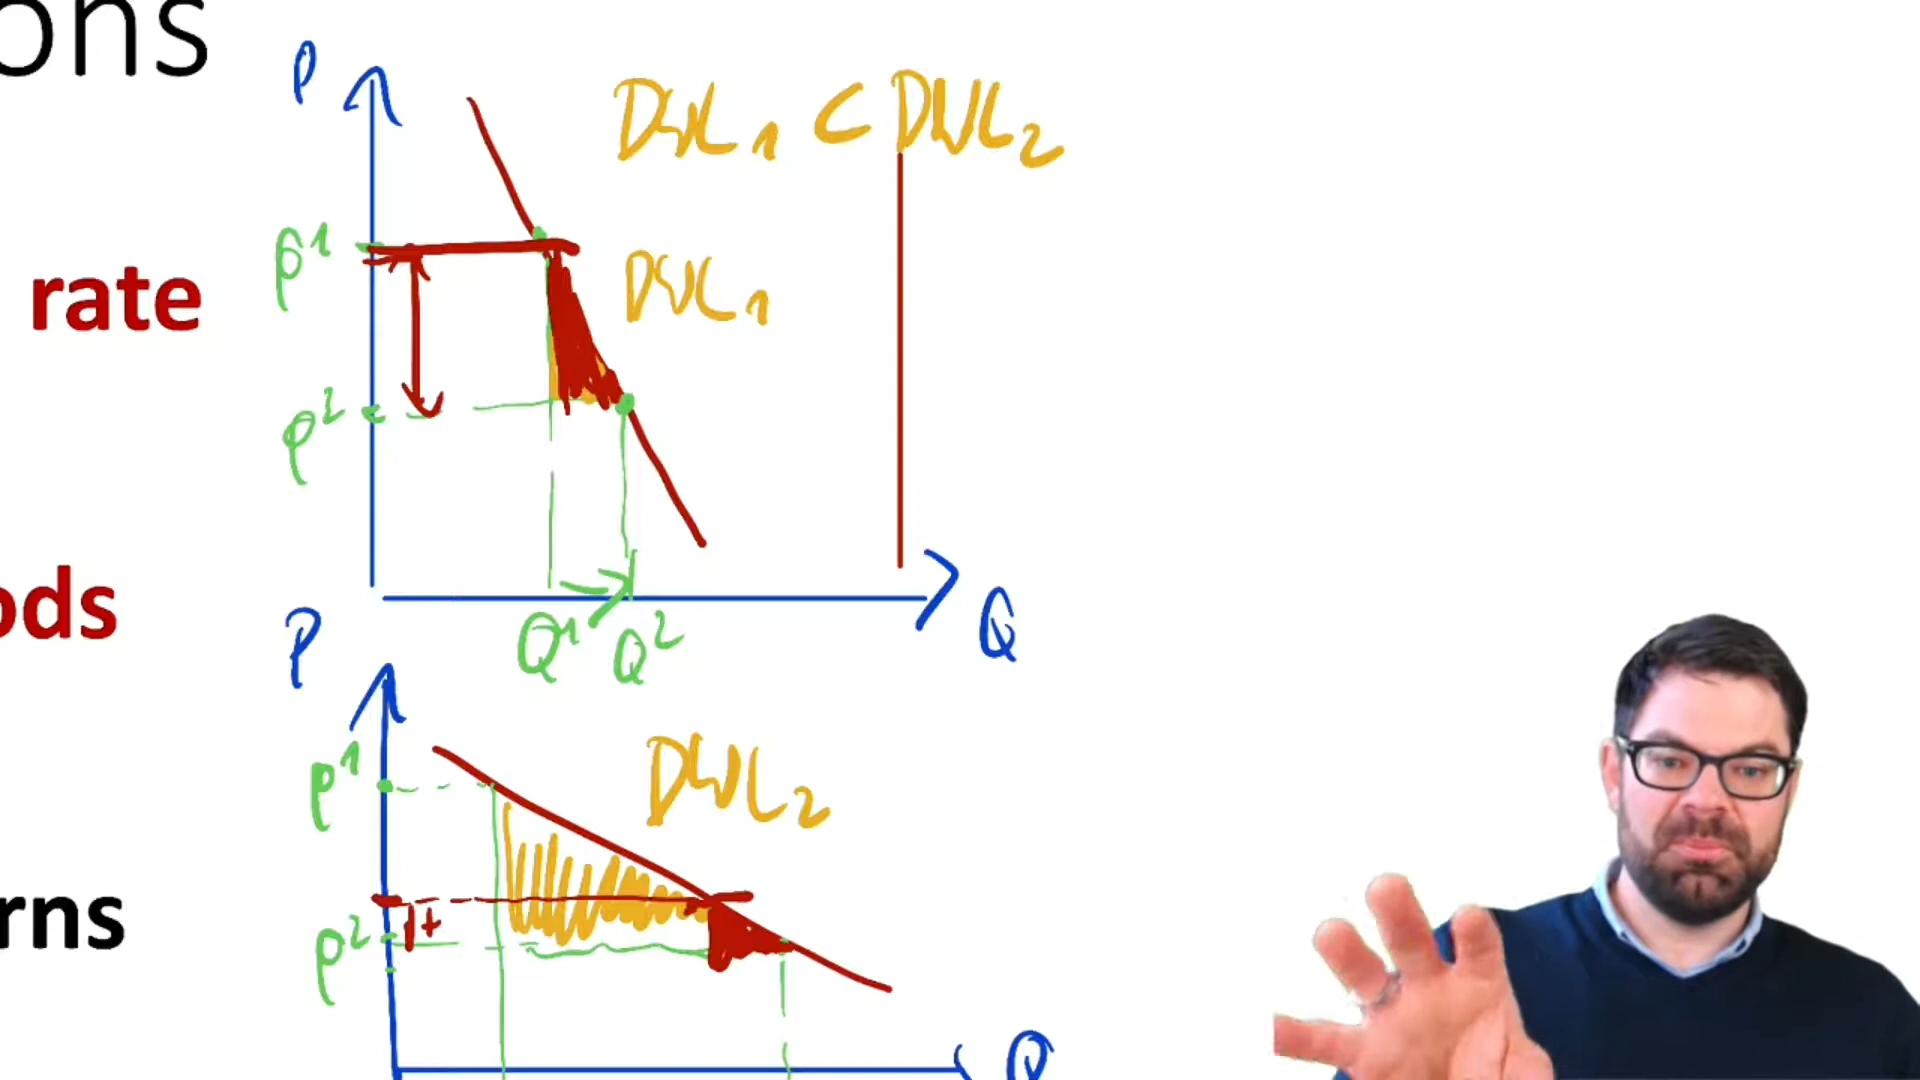 ons
P
DWL1 < DWL2
rate
P1
DWL1
P2
ods
Q1 Q2
Q
P
P1
DWL2
rns
t
P2
Q